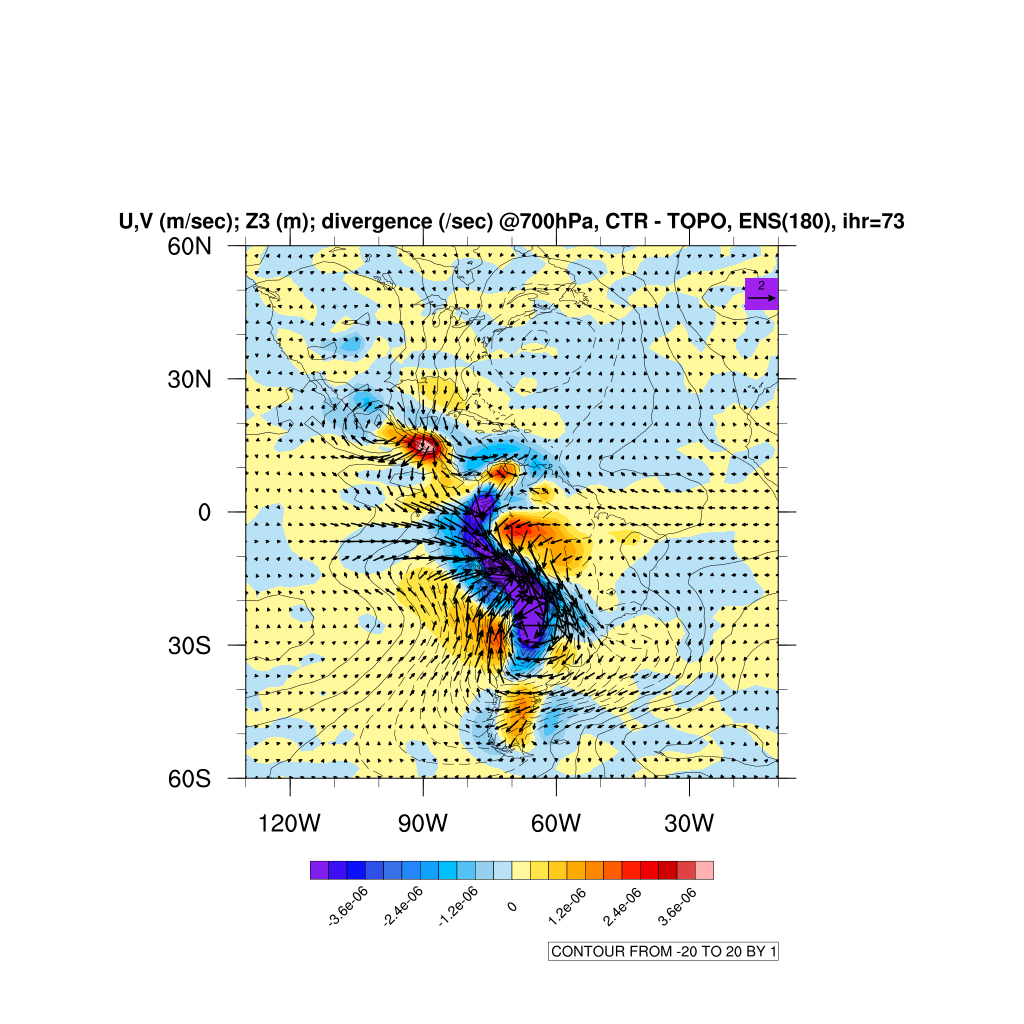 U,V (m/sec); Z3 (m); divergence (/sec) @700hPa, CTR - TOPO, ENS(180), ihr=73
60N
2
30N
0
30S
60S
120W 90W 60W 30W
-3.6e-06 -2.4e-06 -1.2e-06 0 1.2e-06 2.4e-06 3.6e-06
CONTOUR FROM -20 TO 20 BY 1